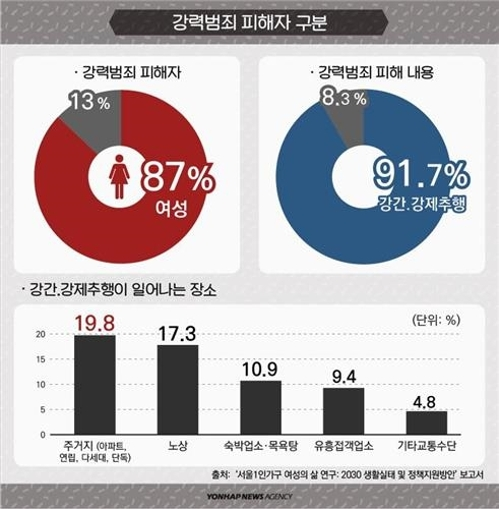 강력범죄 피해자 구분
· 강력범죄 피해자
13 %
87%
여성
· 강력범죄 피해 내용
8.3 %
91.7%
강간.강제추행
· 강간.강제추행이 일어나는 장소
(단위: %)
20
15
10
5
0
19.8
17.3
10.9
9.4
4.8
주거지 (아파트,
연립, 다세대, 단독)
노상
숙박업소·목욕탕
유흥접객업소
기타교통수단
출처: '서울1인가구 여성의 삶 연구: 2030 생활실태 및 정책지원방안' 보고서
YONHAP NEWS AGENCY